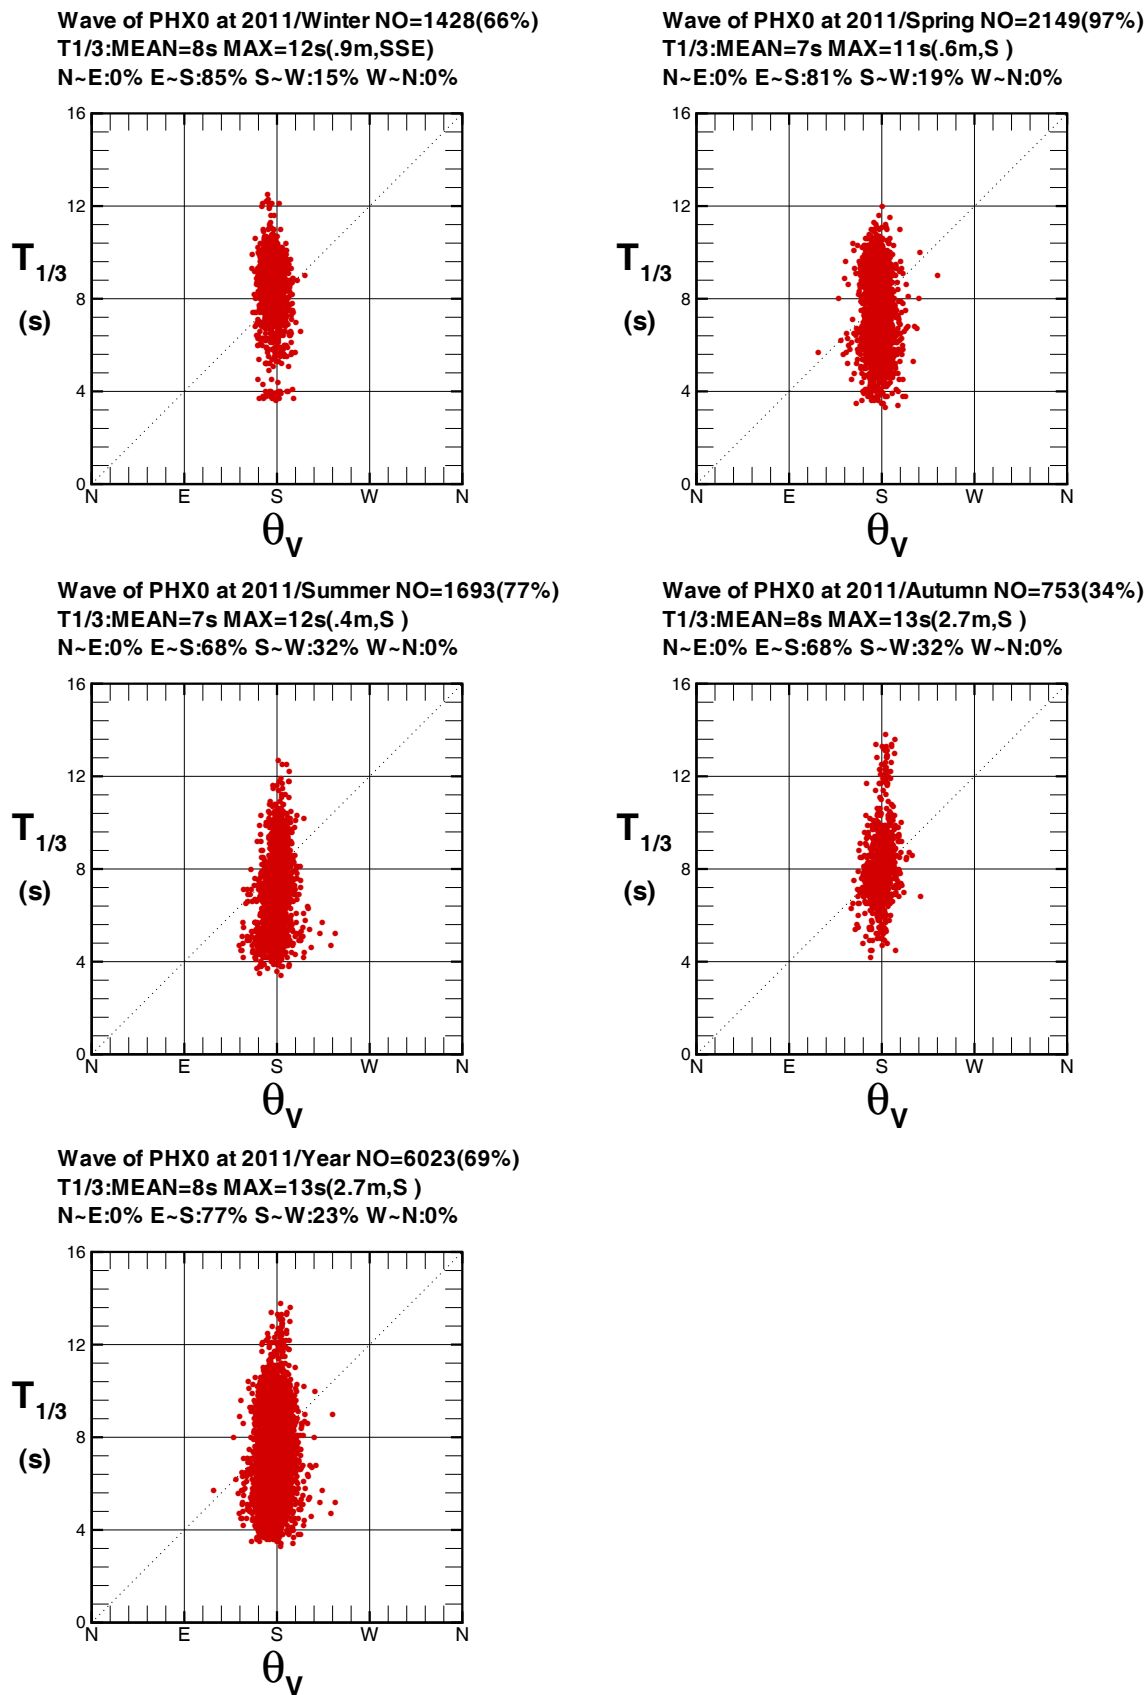 Wave of PHX0 at 2011/Winter NO=1428(66%)
T1/3:MEAN=8s MAX=12s(.9m,SSE)
N~E:0% E~S:85% S~W:15% W~N:0%
16
12
8
4
0
T1/3
(s)
N E S W N
θV
Wave of PHX0 at 2011/Spring NO=2149(97%)
T1/3:MEAN=7s MAX=11s(.6m,S )
N~E:0% E~S:81% S~W:19% W~N:0%
16
12
8
4
0
T1/3
(s)
N E S W N
θV
Wave of PHX0 at 2011/Summer NO=1693(77%)
T1/3:MEAN=7s MAX=12s(.4m,S )
N~E:0% E~S:68% S~W:32% W~N:0%
16
12
8
4
0
T1/3
(s)
N E S W N
θV
Wave of PHX0 at 2011/Autumn NO=753(34%)
T1/3:MEAN=8s MAX=13s(2.7m,S )
N~E:0% E~S:68% S~W:32% W~N:0%
16
12
8
4
0
T1/3
(s)
N E S W N
θV
Wave of PHX0 at 2011/Year NO=6023(69%)
T1/3:MEAN=8s MAX=13s(2.7m,S )
N~E:0% E~S:77% S~W:23% W~N:0%
16
12
8
4
0
T1/3
(s)
N E S W N
θV